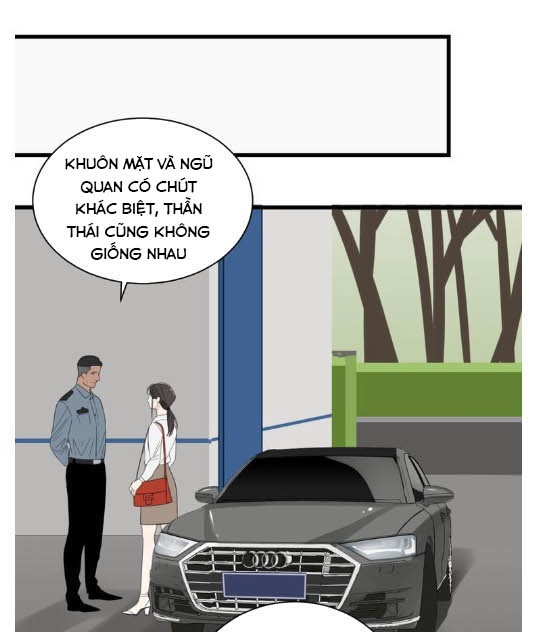 KHUÔN MẶT VÀ NGŨ
QUAN CÓ CHÚT
KHÁC BIỆT, THẦN
THÁI CŨNG KHÔNG
GIỐNG NHAU